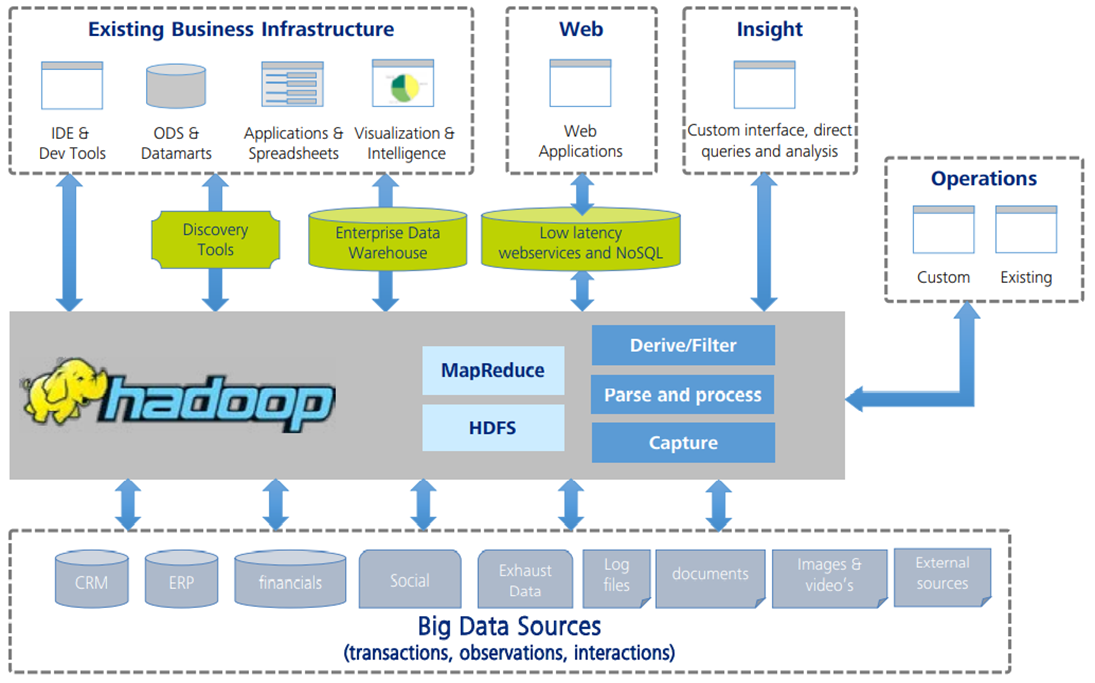 Existing Business Infrastructure
IDE &
Dev Tools
ODS &
Datamarts
Applications &
Spreadsheets
Visualization &
Intelligence
Web
Web
Applications
Insight
Custom interface, direct
queries and analysis
Operations
Custom
Existing
Discovery
Tools
Enterprise Data
Warehouse
Low latency
webservices and NoSQL
hadoop
MapReduce
HDFS
Derive/Filter
Parse and process
Capture
CRM
ERP
financials
Social
Exhaust
Data
Log
files
documents
Images &
video's
External
sources
Big Data Sources
(transactions, observations, interactions)